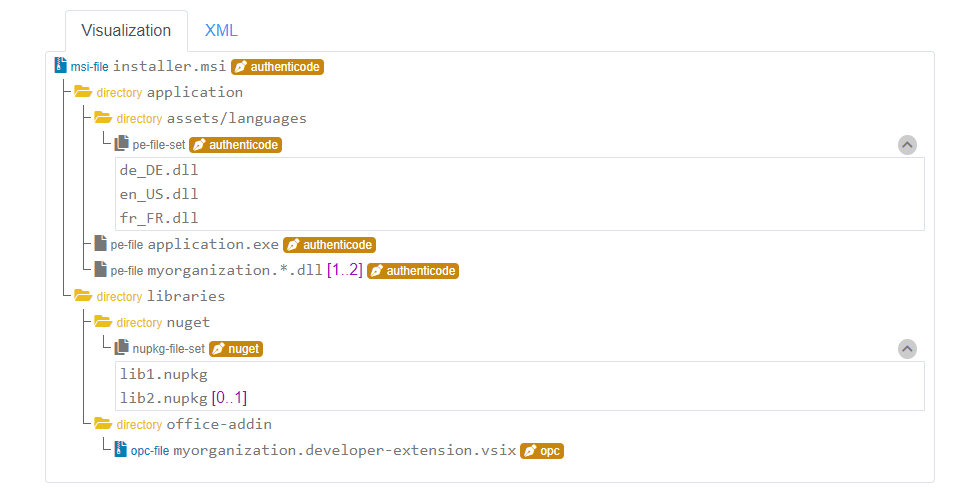 Visualization XML
msi-file installer.msi authenticode
directory application
directory assets/languages
pe-file-set authenticode
de_DE.dll
en_US.dll
fr_FR.dll
pe-file application.exe authenticode
pe-file myorganization.*.dll [1..2] authenticode
directory libraries
directory nuget
nupkg-file-set nuget
lib1.nupkg
lib2.nupkg [0..1]
directory office-addin
opc-file myorganization.developer-extension.vsix opc